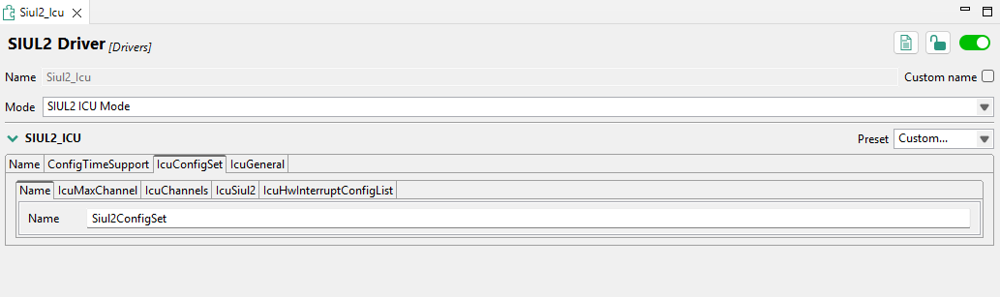 Siul2_Icu
SIUL2 Driver [Drivers]
Name Siul2_Icu Custom name
Mode SIUL2 ICU Mode
SIUL2_ICU Preset Custom...
Name ConfigTimeSupport IcuConfigSet IcuGeneral
Name IcuMaxChannel IcuChannels IcuSiul2 IcuHwInterruptConfigList
Name Siul2ConfigSet